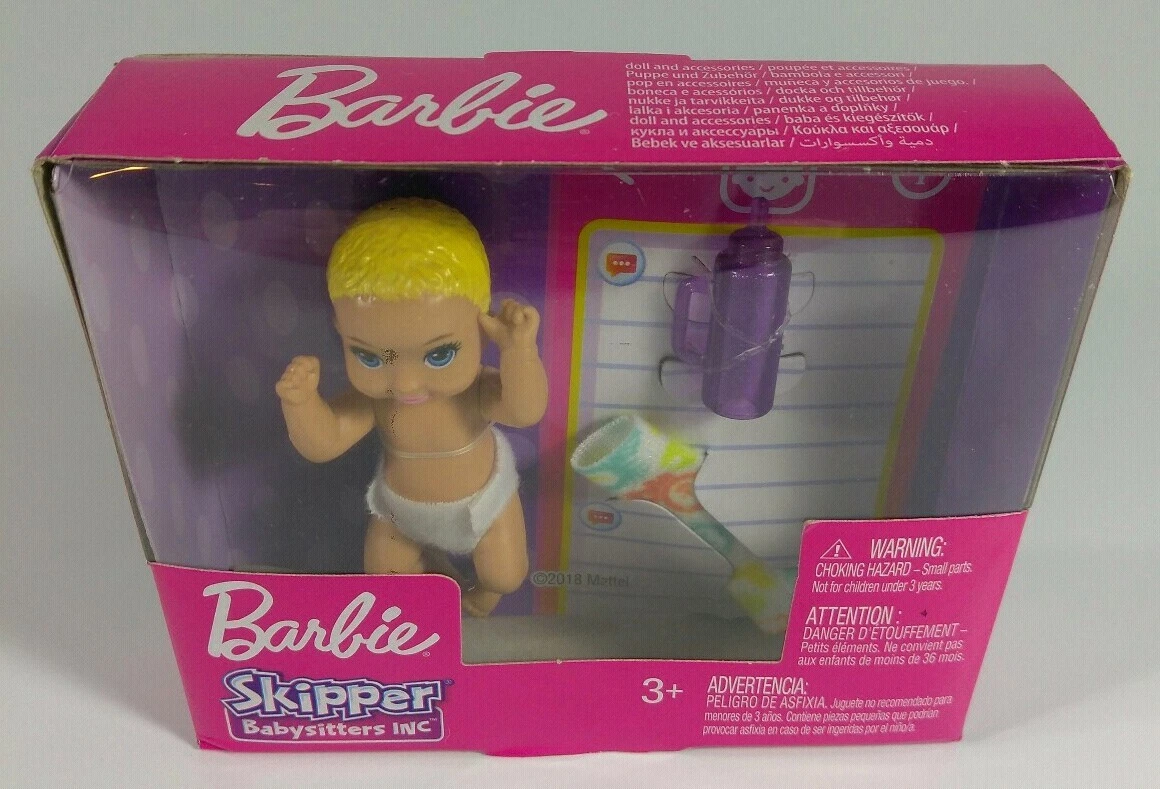 Barbie®
doll and accessories / poupée et accessoires /
Puppe und Zubehör / bambola e accessori /
pop en accessoires / muñeca y accesorios de juego. /
boneca e acessórios / docka och tillbehör /
nukke ja tarvikkeita / dukke og tilbehør /
lalka i akcesoria / panenka a doplňky /
doll and accessories / baba és kiegészítők /
кукла и аксессуары / Κούκλα και αξεσουάρ /
Bebek ve aksesuarlar / دمية وأكسسوارات
©2018 Mattel.
Barbie®
Skipper®
Babysitters INC™
3+
WARNING:
CHOKING HAZARD – Small parts.
Not for children under 3 years.
ATTENTION :
DANGER D'ÉTOUFFEMENT –
Petits éléments. Ne convient pas
aux enfants de moins de 36 mois.
ADVERTENCIA:
PELIGRO DE ASFIXIA. Juguete no recomendado para
menores de 3 años. Contiene piezas pequeñas que podrían
provocar asfixia en caso de ser ingeridas por el niño/a.